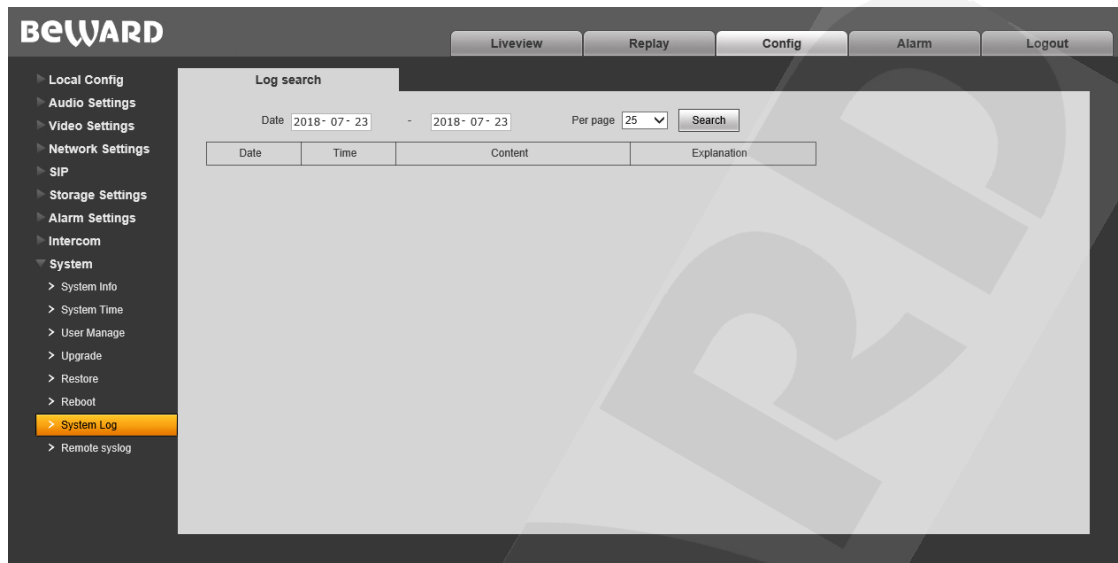 BEWARD
Liveview Replay Config Alarm Logout
Local Config
Audio Settings
Video Settings
Network Settings
SIP
Storage Settings
Alarm Settings
Intercom
System
> System Info
> System Time
> User Manage
> Upgrade
> Restore
> Reboot
> System Log
> Remote syslog
Log search
Date 2018-07-23 - 2018-07-23 Per page 25 Search
Date Time Content Explanation